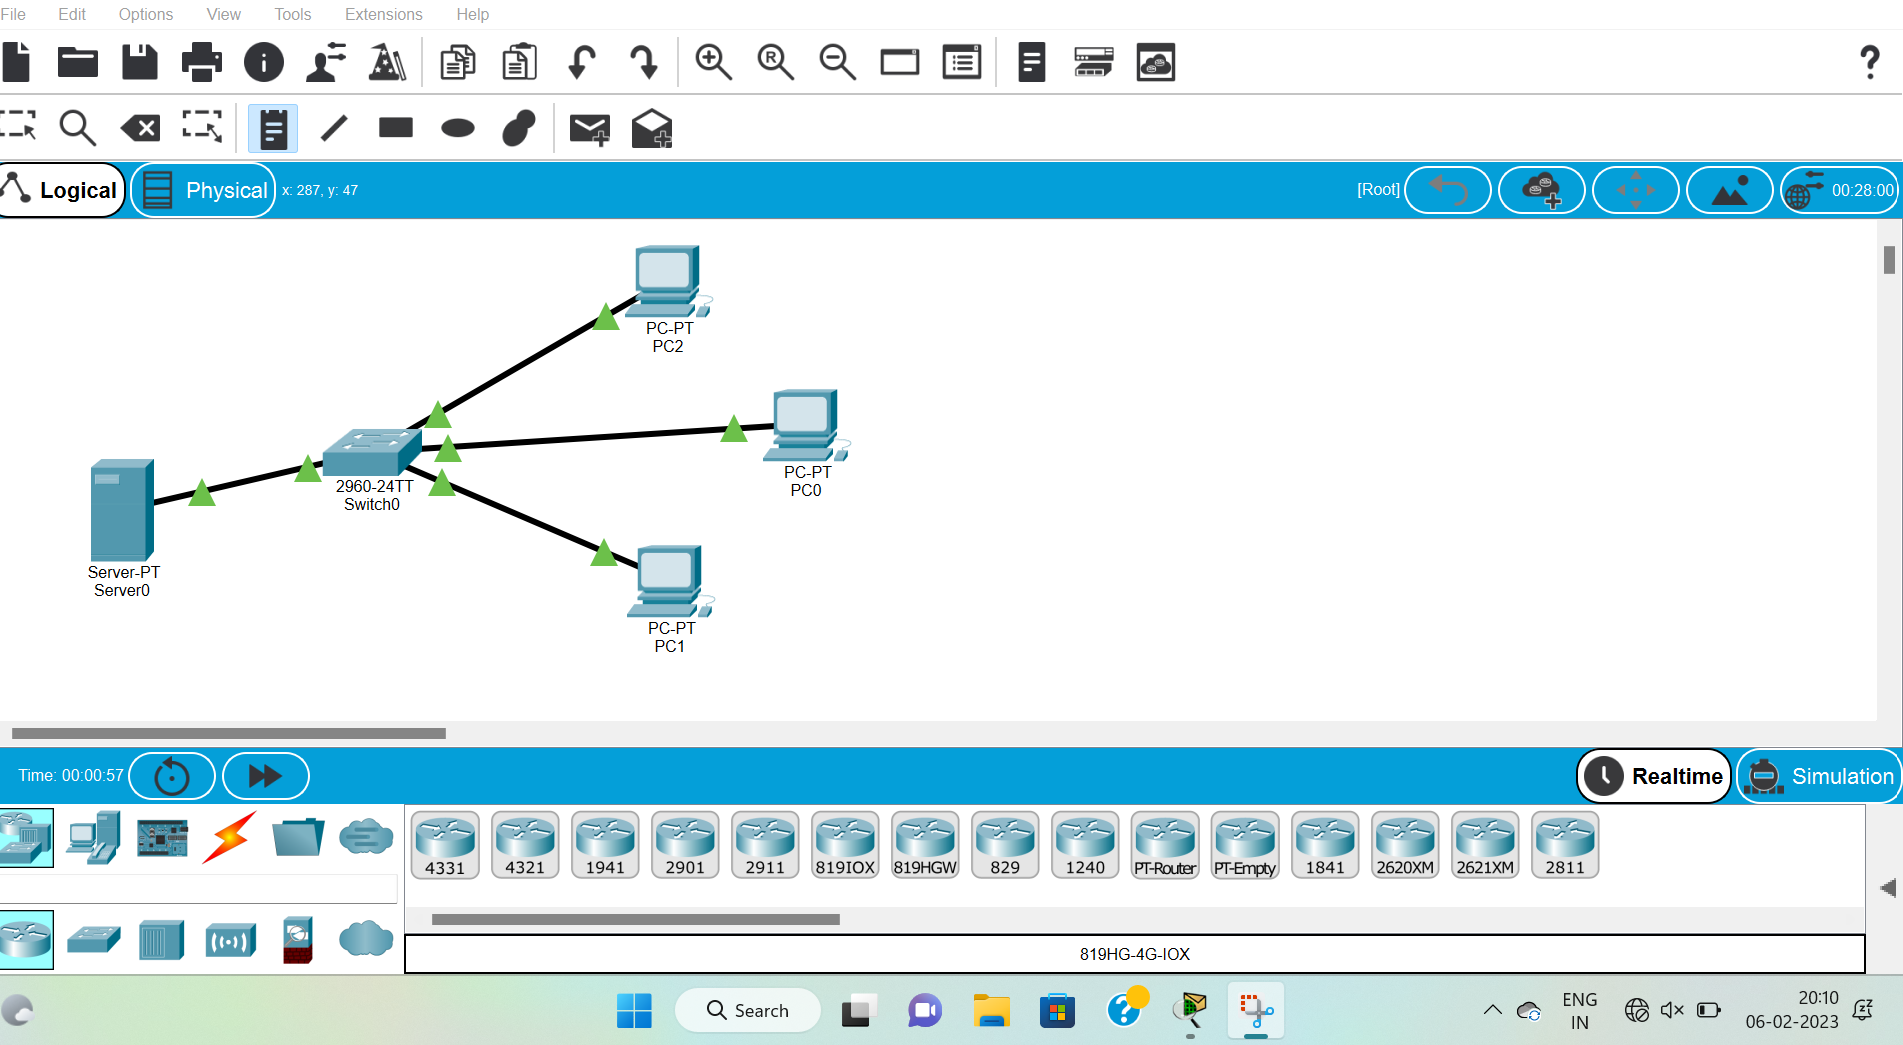 File Edit Options View Tools Extensions Help
Logical Physical x: 287, y: 47 [Root] 00:28:00
PC-PT
PC2
PC-PT
PC0
2960-24TT
Switch0
Server-PT
Server0
PC-PT
PC1
Time: 00:00:57 Realtime Simulation
4331 4321 1941 2901 2911 819IOX 819HGW 829 1240 PT-Router PT-Empty 1841 2620XM 2621XM 2811
819HG-4G-IOX
Search
ENG
IN
20:10
06-02-2023